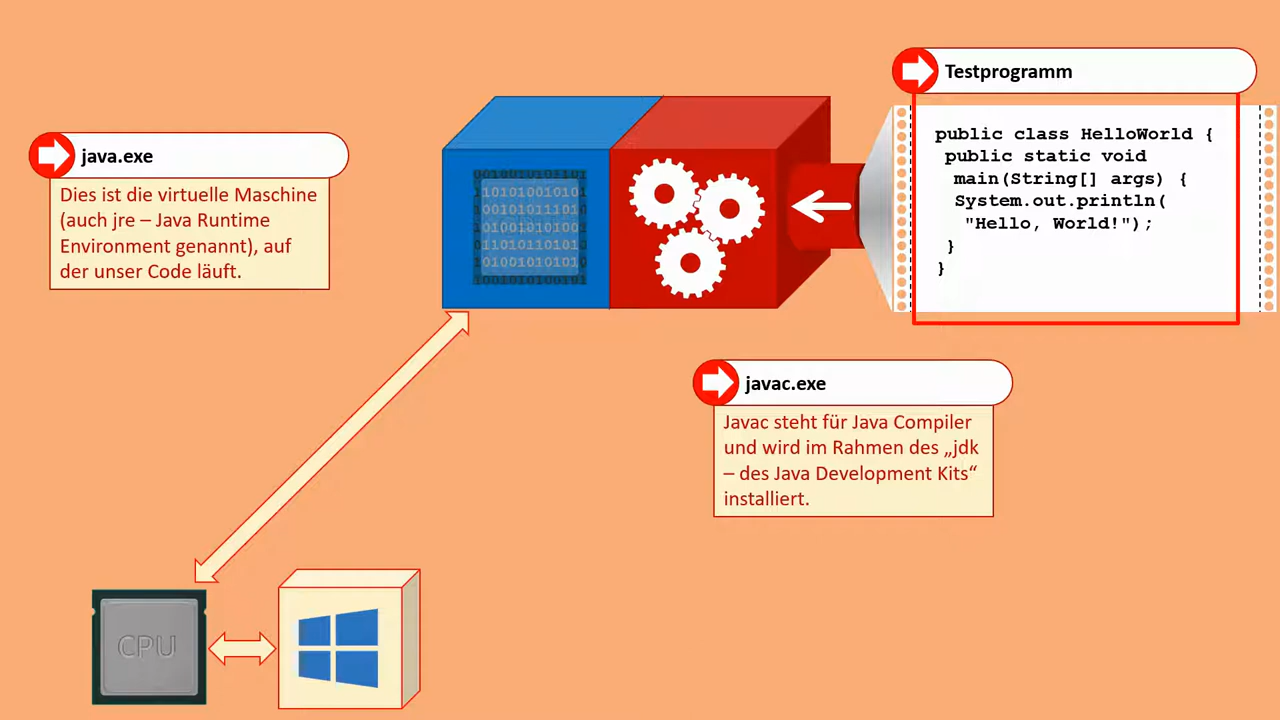 java.exe
Dies ist die virtuelle Maschine
(auch jre – Java Runtime
Environment genannt), auf
der unser Code läuft.
Testprogramm
public class HelloWorld {
public static void
main(String[] args) {
System.out.println(
"Hello, World!");
}
}
javac.exe
Javac steht für Java Compiler
und wird im Rahmen des „jdk
– des Java Development Kits“
installiert.
CPU